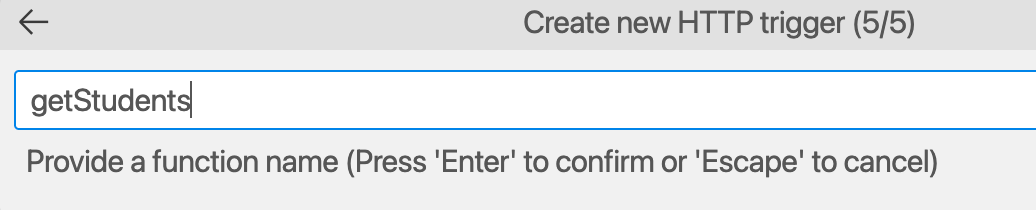 Create new HTTP trigger (5/5)
getStudents
Provide a function name (Press 'Enter' to confirm or 'Escape' to cancel)